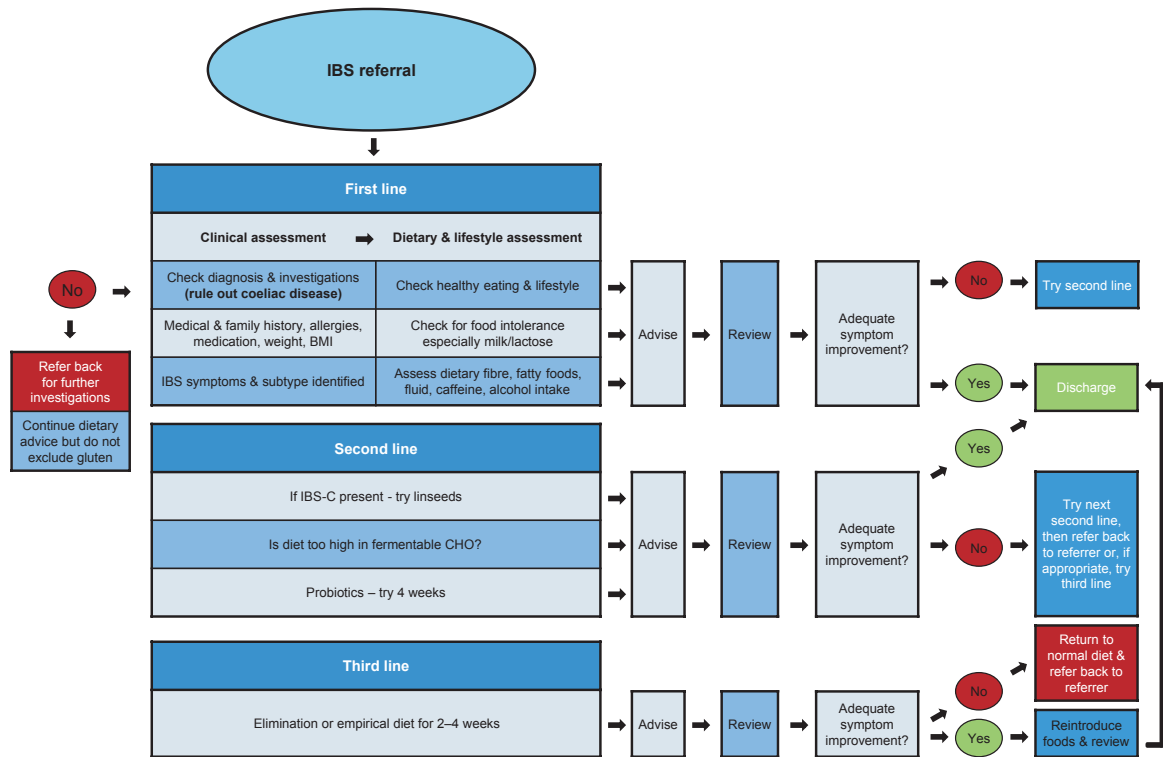 IBS referral
First line
Clinical assessment
Dietary & lifestyle assessment
No
Check diagnosis & investigations
(rule out coeliac disease)
Check healthy eating & lifestyle
Medical & family history, allergies,
medication, weight, BMI
Check for food intolerance
especially milk/lactose
IBS symptoms & subtype identified
Assess dietary fibre, fatty foods,
fluid, caffeine, alcohol intake
Refer back
for further
investigations
Continue dietary
advice but do not
exclude gluten
Advise
Review
Adequate
symptom
improvement?
No
Try second line
Yes
Discharge
Second line
If IBS-C present - try linseeds
Is diet too high in fermentable CHO?
Probiotics – try 4 weeks
Advise
Review
Adequate
symptom
improvement?
Yes
No
Try next
second line,
then refer back
to referrer or, if
appropriate, try
third line
Third line
Elimination or empirical diet for 2–4 weeks
Advise
Review
Adequate
symptom
improvement?
No
Return to
normal diet &
refer back to
referrer
Yes
Reintroduce
foods & review